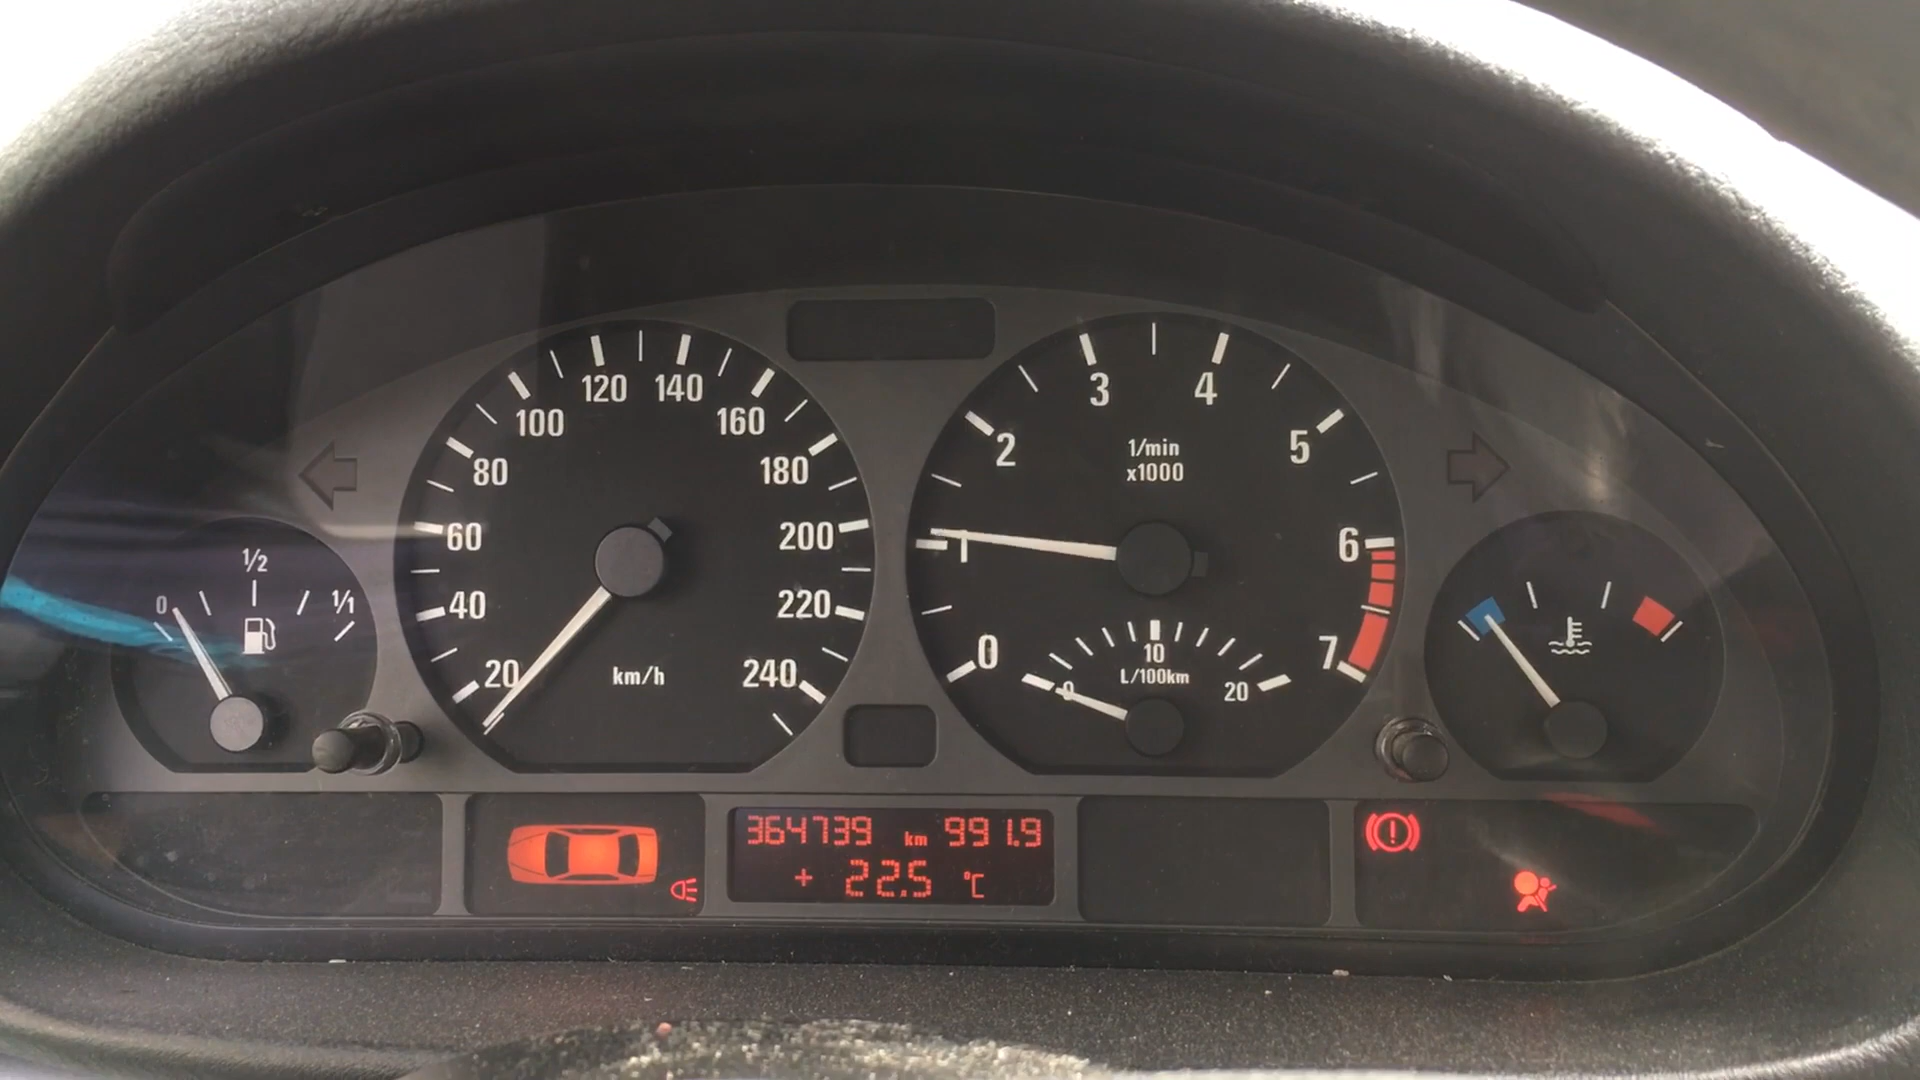 0 1/2 1/1
20 40 60 80 100 120 140 160 180 200 220 240
km/h
0 1 2 3 4 5 6 7
1/min
x1000
0 10 20
L/100km
364739 km 991.9
+ 22.5 °C